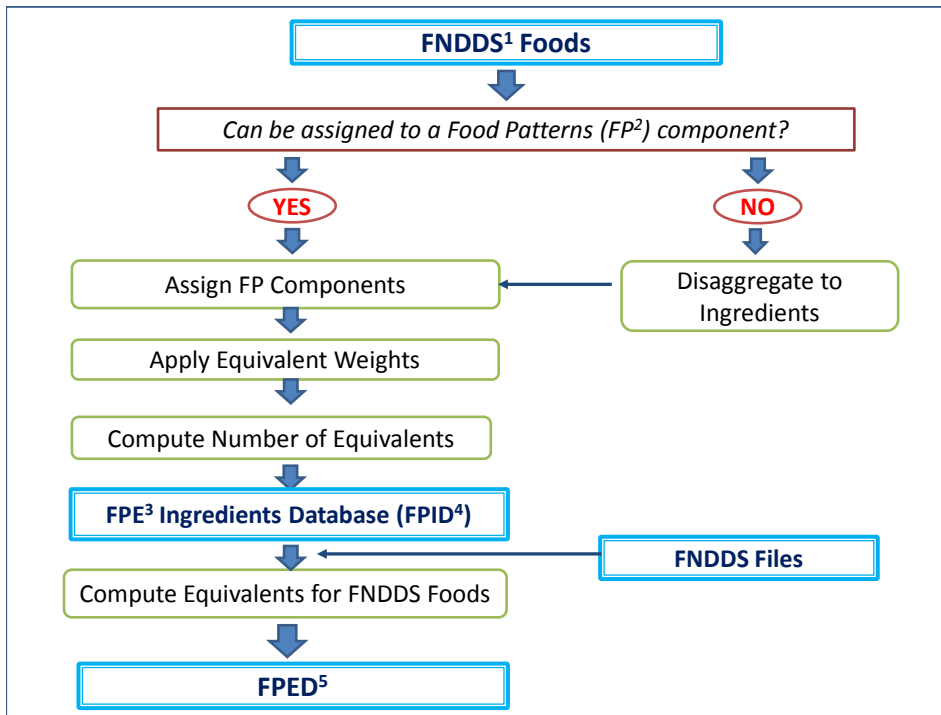 FNDDS¹ Foods
Can be assigned to a Food Patterns (FP²) component?
YES
NO
Assign FP Components
Disaggregate to
Ingredients
Apply Equivalent Weights
Compute Number of Equivalents
FPE³ Ingredients Database (FPID⁴)
FNDDS Files
Compute Equivalents for FNDDS Foods
FPED⁵